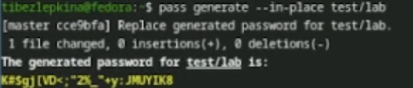 tibezlepkina@fedora:~$ pass generate --in-place test/lab
[master cce9bfa] Replace generated password for test/lab.
1 file changed, 0 insertions(+), 0 deletions(-)
The generated password for test/lab is:
K#$gj[VD<;"2%_"+y:JMUYIK8